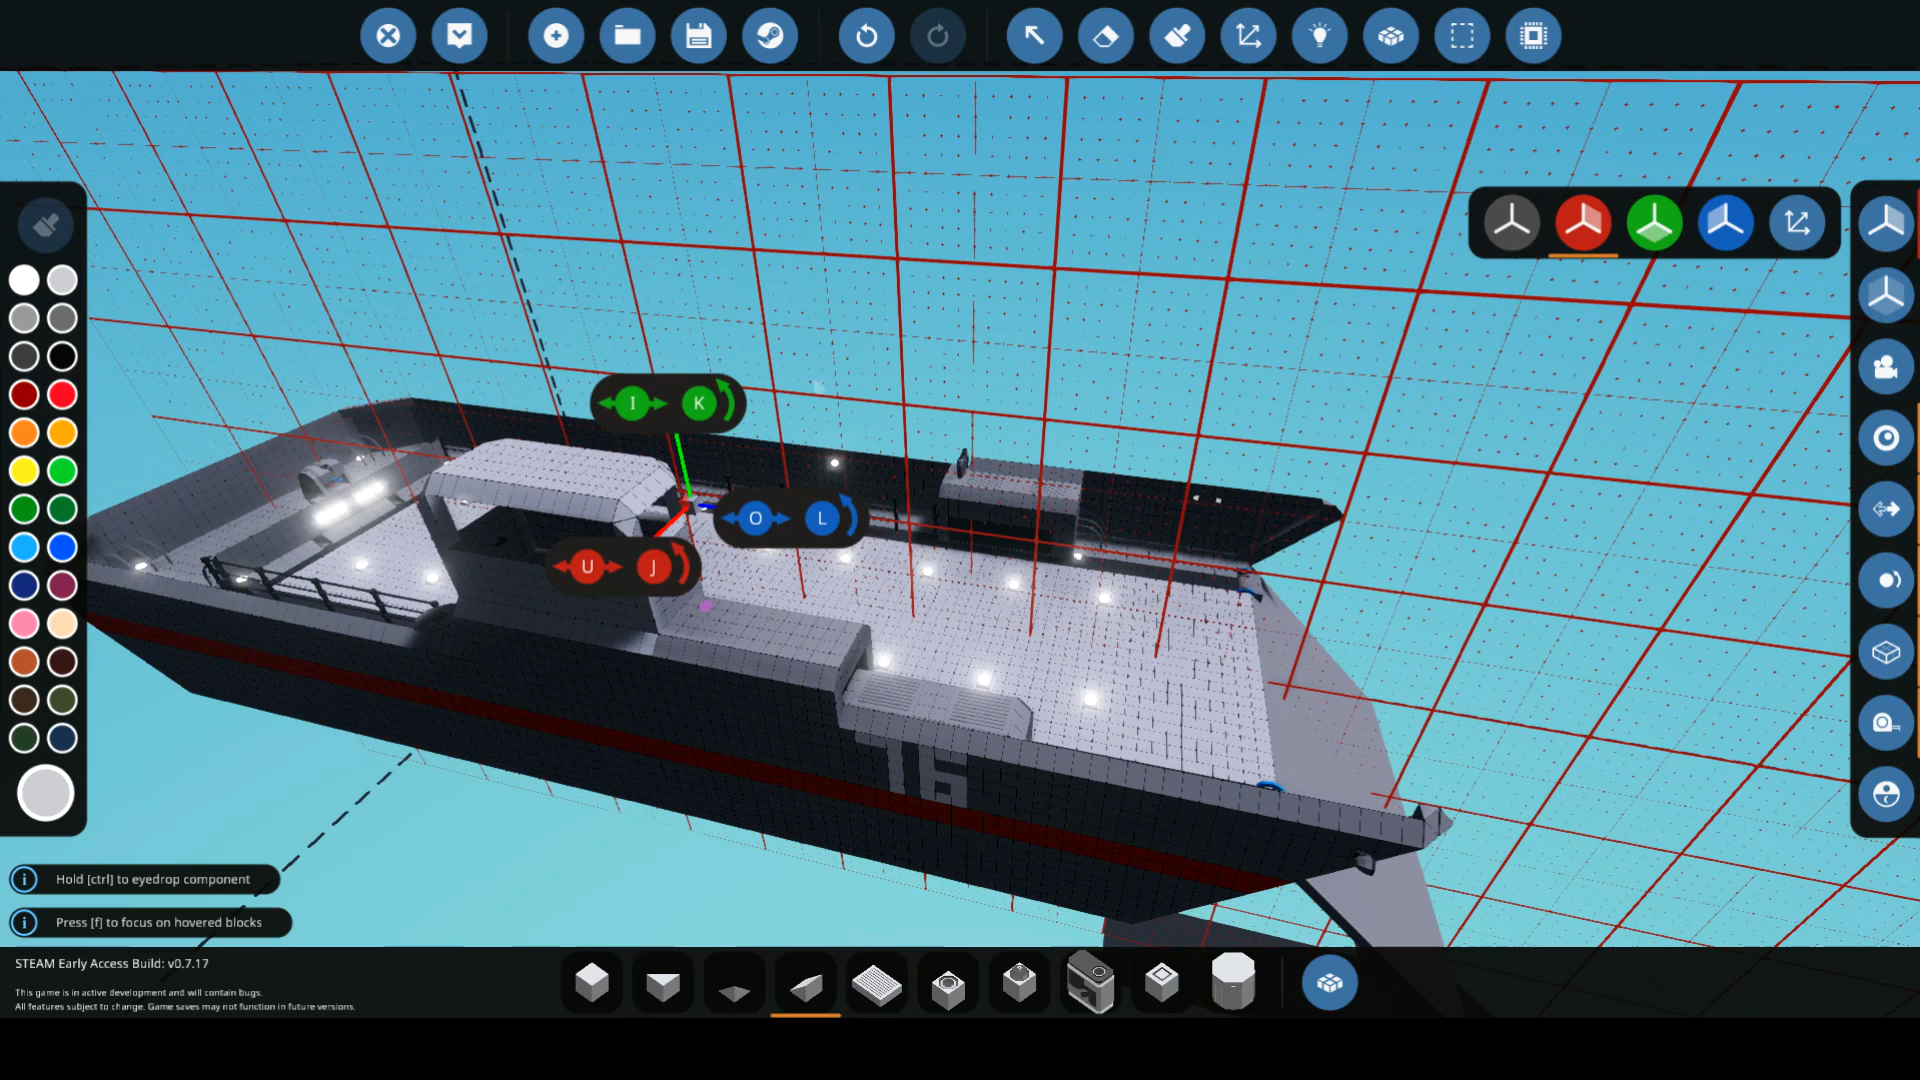 I K
O L
U J
16
Hold [ctrl] to eyedrop component
Press [f] to focus on hovered blocks
STEAM Early Access Build: v0.7.17
This game is in active development and will contain bugs.
All features subject to change. Game saves may not function in future versions.